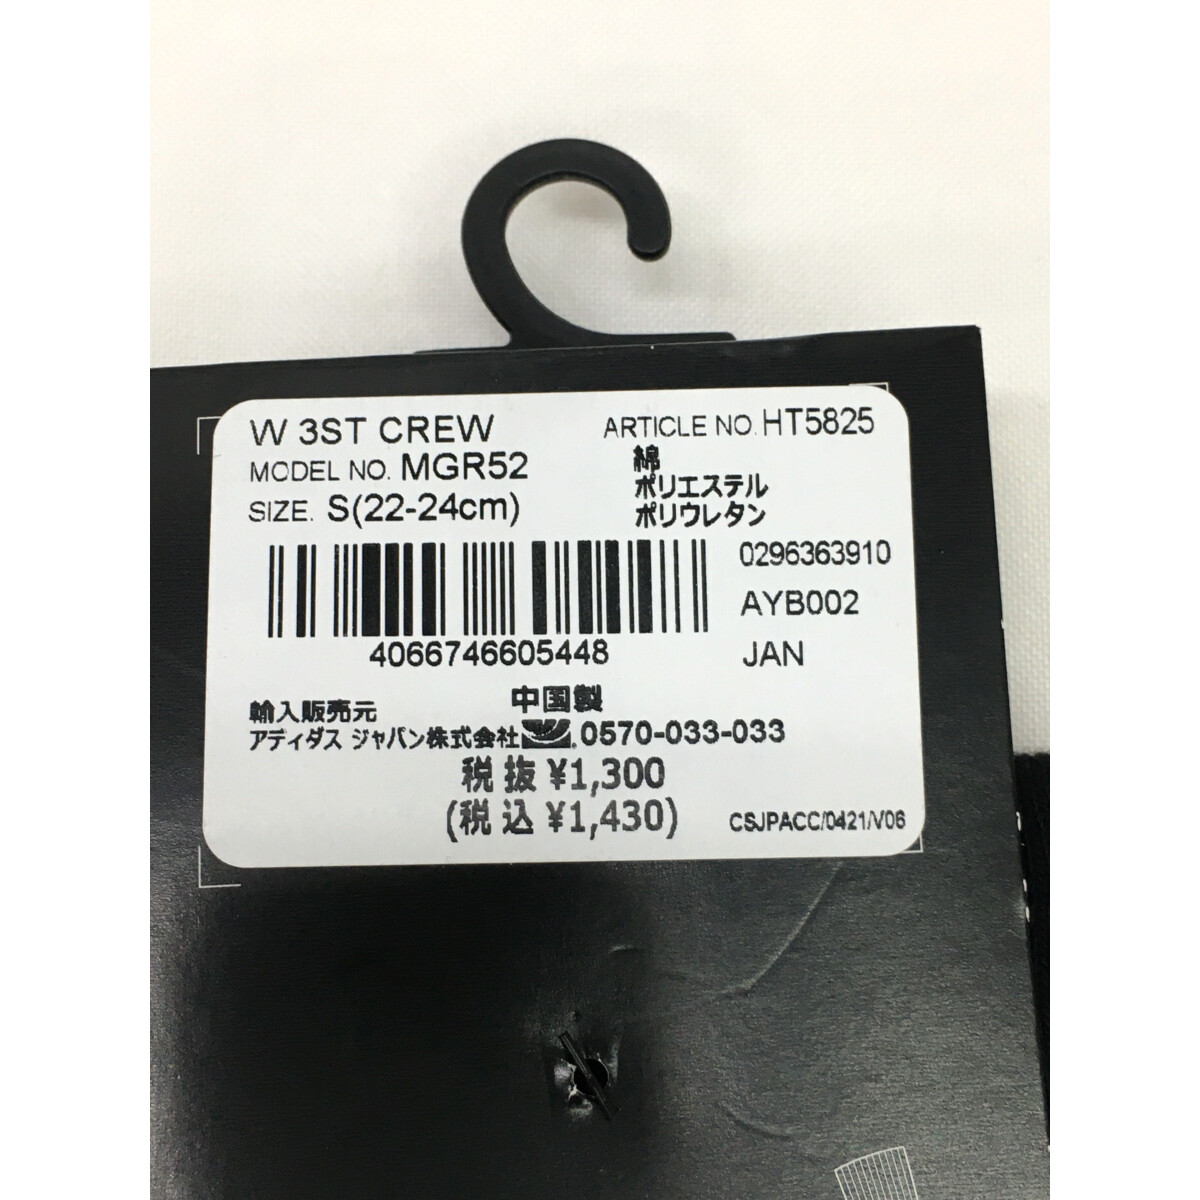 W 3ST CREW
ARTICLE NO. HT5825
MODEL NO. MGR52
綿
SIZE. S(22-24cm)
ポリエステル
ポリウレタン
0296363910
AYB002
4066746605448
JAN
中国製
輸入販売元
アディダス ジャパン株式会社 0570-033-033
税抜 ¥1,300
(税込 ¥1,430)
CSJPACC/0421/V06